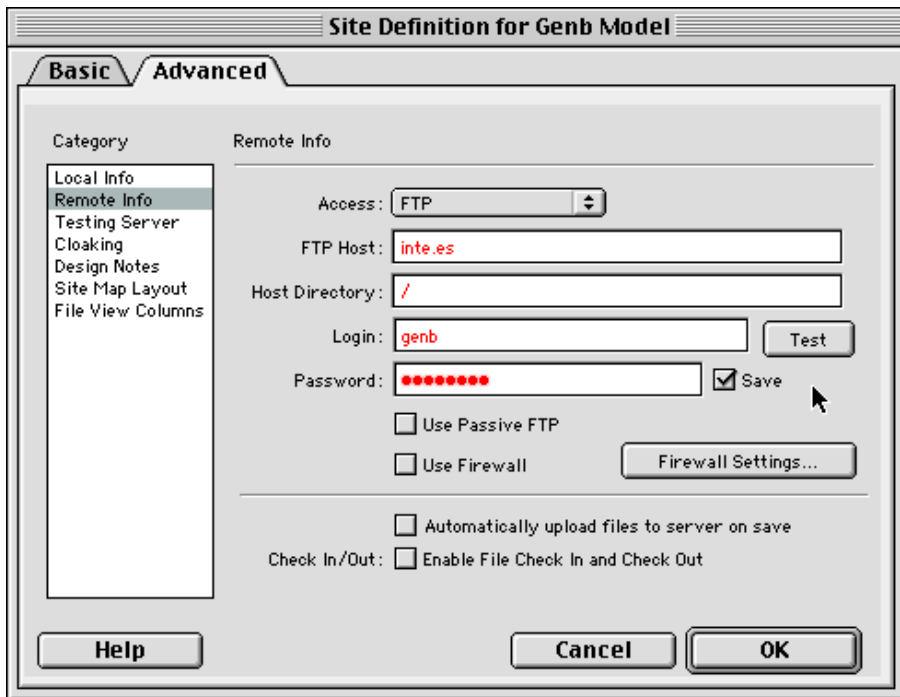 Site Definition for Genb Model
Basic
Advanced
Category
Local Info
Remote Info
Testing Server
Cloaking
Design Notes
Site Map Layout
File View Columns
Remote Info
Access: FTP
FTP Host: inte.es
Host Directory: /
Login: genb
Test
Password: ●●●●●●●●
Save
Use Passive FTP
Use Firewall
Firewall Settings...
Automatically upload files to server on save
Check In/Out: Enable File Check In and Check Out
Help
Cancel
OK